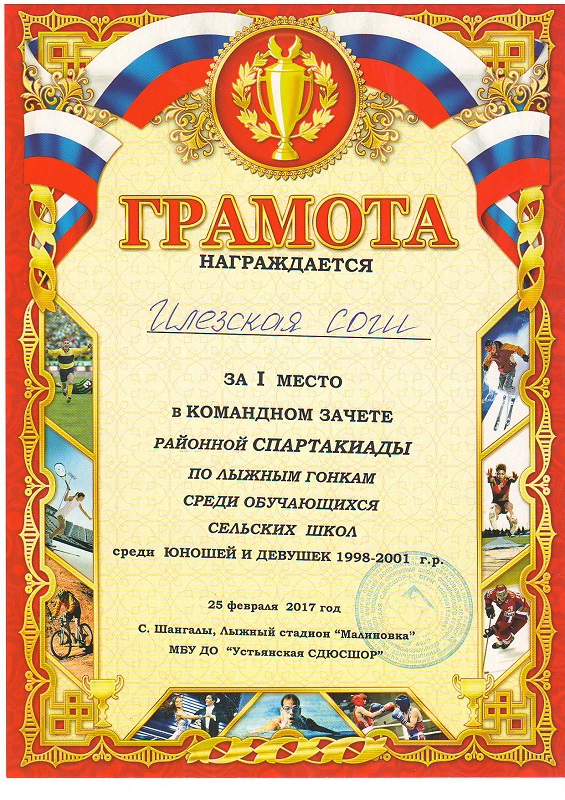 ГРАМОТА
НАГРАЖДАЕТСЯ
Илезская сош
ЗА I МЕСТО
в КОМАНДНОМ ЗАЧЕТЕ
РАЙОННОЙ СПАРТАКИАДЫ
ПО ЛЫЖНЫМ ГОНКАМ
СРЕДИ ОБУЧАЮЩИХСЯ
СЕЛЬСКИХ ШКОЛ
среди ЮНОШЕЙ И ДЕВУШЕК 1998-2001 г.р.
25 февраля 2017 год
С. Шангалы, Лыжный стадион "Малиновка"
МБУ ДО "Устьянская СДЮСШОР"